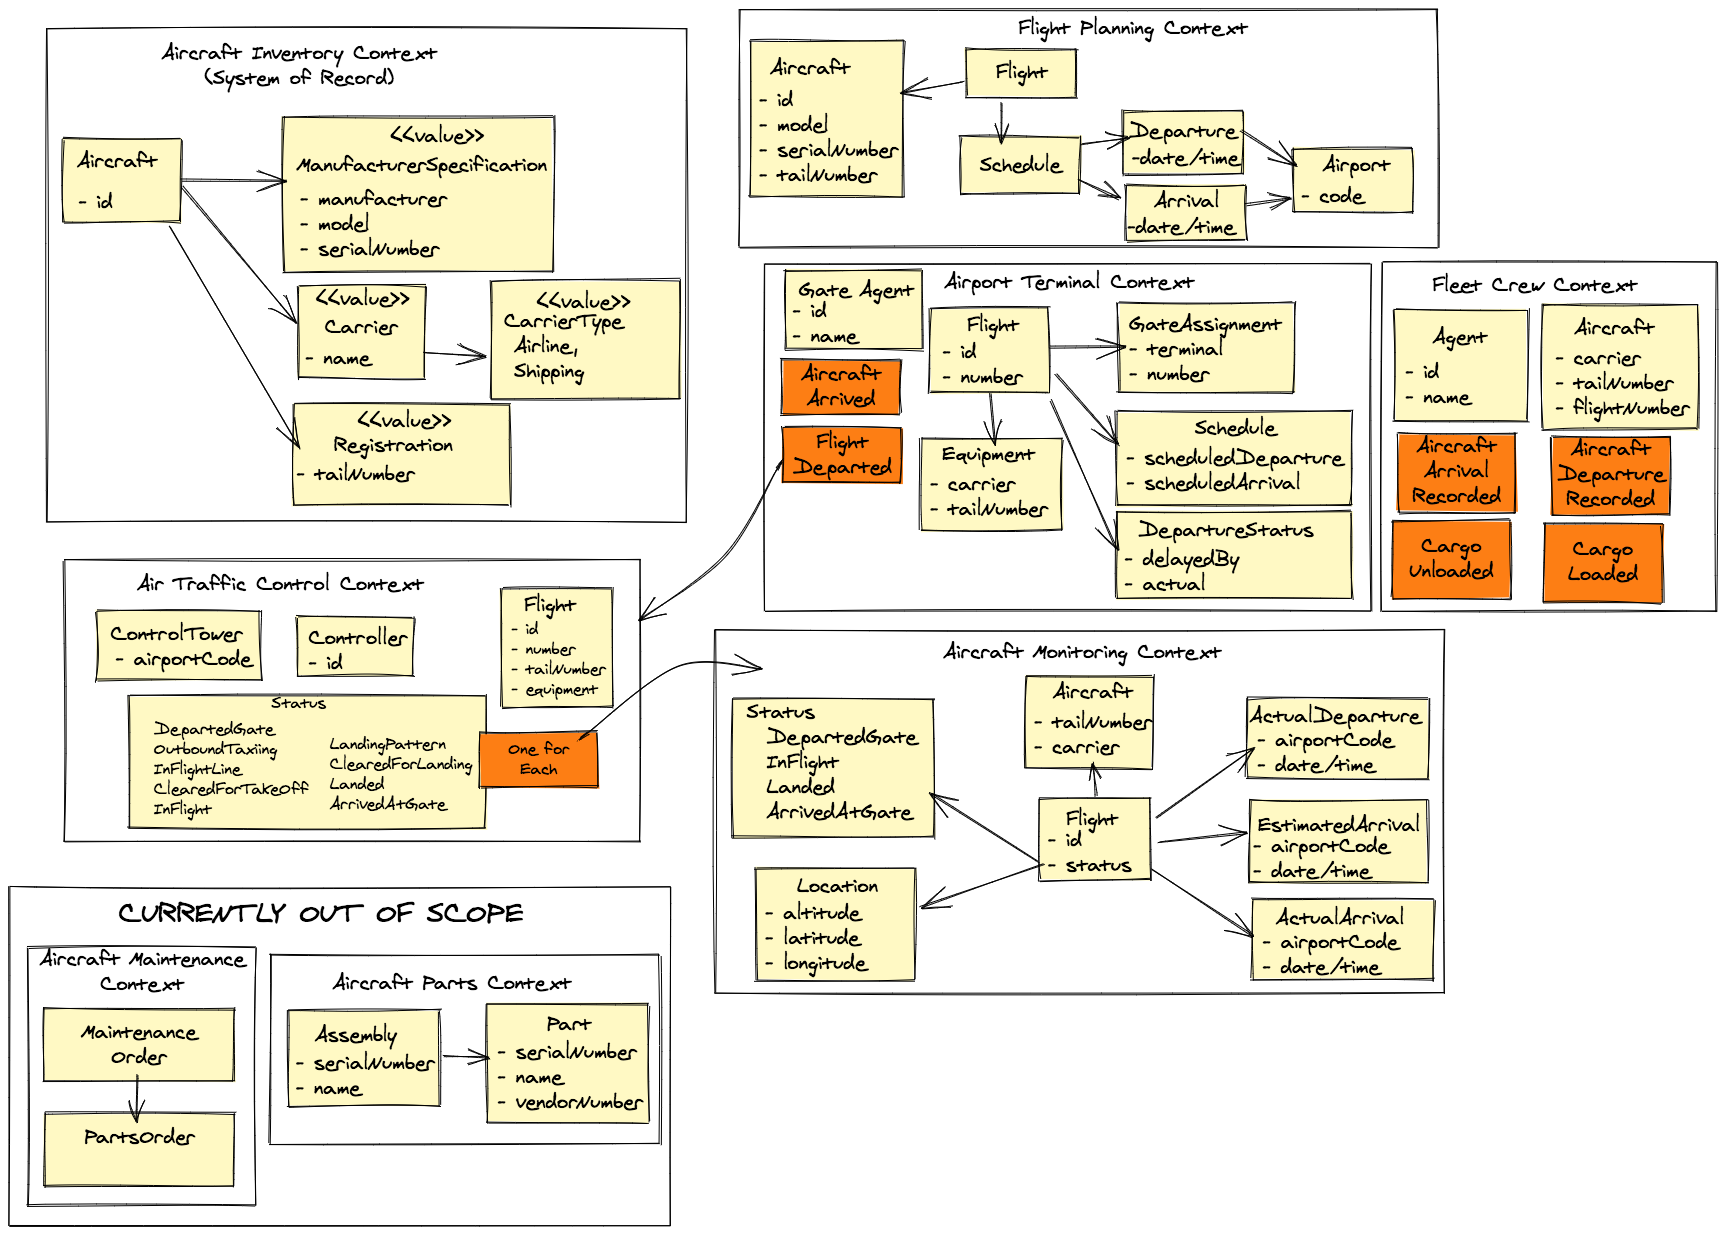 Aircraft Inventory Context
(System of Record)
Aircraft
- id
<<value>>
ManufacturerSpecification
- manufacturer
- model
- serialNumber
<<value>>
Carrier
- name
<<value>>
CarrierType
Airline,
Shipping
<<value>>
Registration
- tailNumber
Flight Planning Context
Aircraft
- id
- model
- serialNumber
- tailNumber
Flight
Schedule
Departure
-date/time
Arrival
-date/time
Airport
- code
Airport Terminal Context
Gate Agent
- id
- name
Aircraft
Arrived
Flight
Departed
Flight
- id
- number
Equipment
- carrier
- tailNumber
GateAssignment
- terminal
- number
Schedule
- scheduledDeparture
- scheduledArrival
DepartureStatus
- delayedBy
- actual
Fleet Crew Context
Agent
- id
- name
Aircraft
- carrier
- tailNumber
- flightNumber
Aircraft
Arrival
Recorded
Aircraft
Departure
Recorded
Cargo
Unloaded
Cargo
Loaded
Air Traffic Control Context
ControlTower
- airportCode
Controller
- id
Flight
- id
- number
- tailNumber
- equipment
Status
DepartedGate
OutboundTaxiing
InFlightLine
ClearedForTakeOff
InFlight
LandingPattern
ClearedForLanding
Landed
ArrivedAtGate
One for
Each
Aircraft Monitoring Context
Status
DepartedGate
InFlight
Landed
ArrivedAtGate
Location
- altitude
- latitude
- longitude
Aircraft
- tailNumber
- carrier
Flight
- id
- status
ActualDeparture
- airportCode
- date/time
EstimatedArrival
- airportCode
- date/time
ActualArrival
- airportCode
- date/time
CURRENTLY OUT OF SCOPE
Aircraft Maintenance
Context
Maintenance
Order
PartsOrder
Aircraft Parts Context
Assembly
- serialNumber
- name
Part
- serialNumber
- name
- vendorNumber